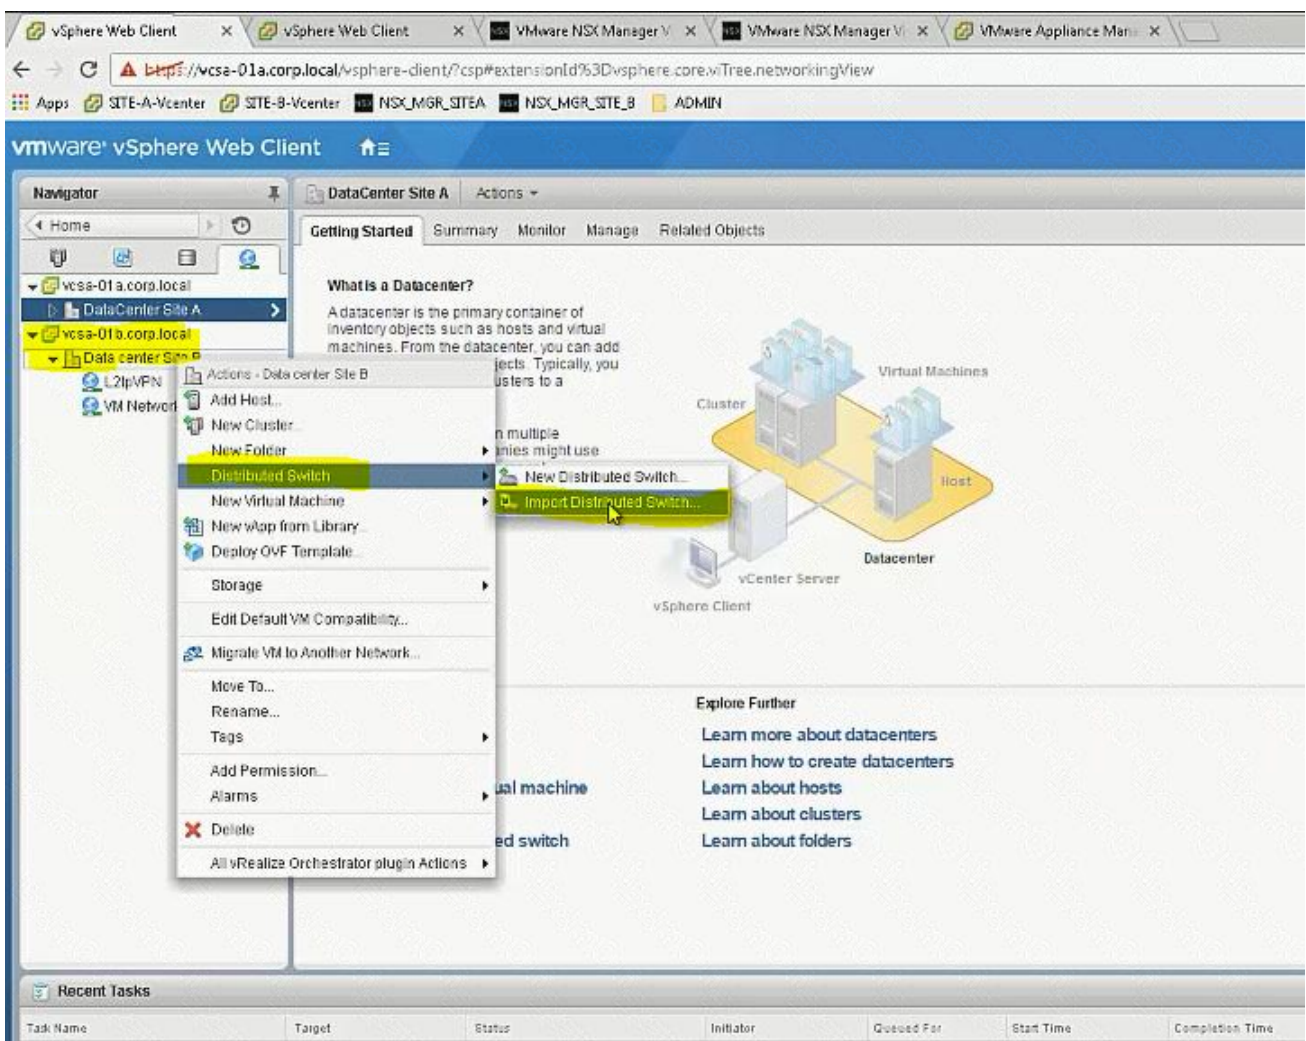 vSphere Web Client
vSphere Web Client
VMware NSX Manager V
VMware NSX Manager Vi
VMware Appliance Man
https://vcsa-01a.corp.local/vsphere-client/?csp#extensionId%3Dvsphere.core.viTree.networkingView
Apps SITE-A-Vcenter SITE-B-Vcenter NSX_MGR_SITEA NSX_MGR_SITE_B ADMIN
vmware® vSphere Web Client
Navigator
DataCenter Site A Actions
Home
Getting Started Summary Monitor Manage Related Objects
vcsa-01a.corp.local
DataCenter Site A
vcsa-01b.corp.local
Data center Site B
L2IpVPN
VM Network
What is a Datacenter?
A datacenter is the primary container of
inventory objects such as hosts and virtual
machines. From the datacenter, you can add
jects. Typically, you
usters to a
n multiple
anies might use
Actions - Data center Site B
Add Host...
New Cluster...
New Folder
Distributed Switch
New Distributed Switch...
Import Distributed Switch...
New Virtual Machine
New vApp from Library...
Deploy OVF Template...
Storage
Edit Default VM Compatibility...
Migrate VM to Another Network...
Move To...
Rename...
Tags
Add Permission...
Alarms
Delete
All vRealize Orchestrator plugin Actions
Virtual Machines
Cluster
Host
Datacenter
vCenter Server
vSphere Client
ual machine
ed switch
Explore Further
Learn more about datacenters
Learn how to create datacenters
Learn about hosts
Learn about clusters
Learn about folders
Recent Tasks
Task Name Target Status Initiator Queued For Start Time Completion Time